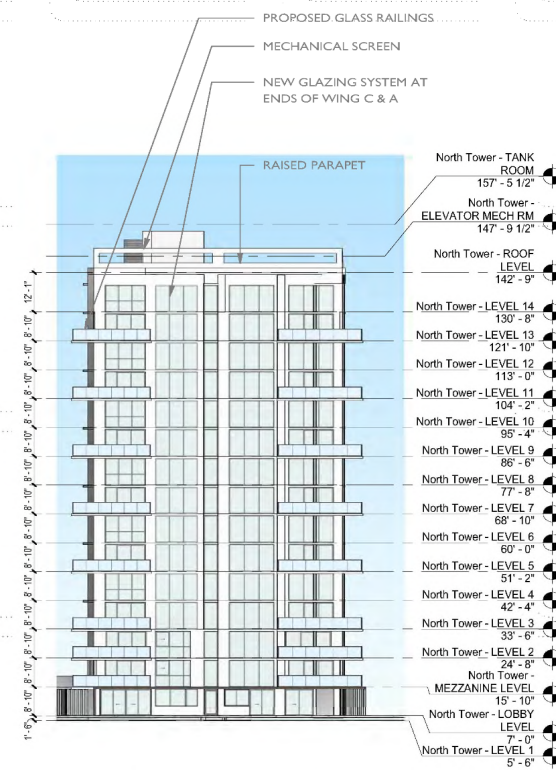 PROPOSED GLASS RAILINGS
MECHANICAL SCREEN
NEW GLAZING SYSTEM AT
ENDS OF WING C & A
RAISED PARAPET
North Tower - TANK
ROOM
157' - 5 1/2"
North Tower -
ELEVATOR MECH RM
147' - 9 1/2"
North Tower - ROOF
LEVEL
142' - 9"
North Tower - LEVEL 14
130' - 8"
North Tower - LEVEL 13
121' - 10"
North Tower - LEVEL 12
113' - 0"
North Tower - LEVEL 11
104' - 2"
North Tower - LEVEL 10
95' - 4"
North Tower - LEVEL 9
86' - 6"
North Tower - LEVEL 8
77' - 8"
North Tower - LEVEL 7
68' - 10"
North Tower - LEVEL 6
60' - 0"
North Tower - LEVEL 5
51' - 2"
North Tower - LEVEL 4
42' - 4"
North Tower - LEVEL 3
33' - 6"
North Tower - LEVEL 2
24' - 8"
North Tower -
MEZZANINE LEVEL
15' - 10"
North Tower - LOBBY
LEVEL
7' - 0"
North Tower - LEVEL 1
5' - 6"
12' - 1"
8' - 10"
8' - 10"
8' - 10"
8' - 10"
8' - 10"
8' - 10"
8' - 10"
8' - 10"
8' - 10"
8' - 10"
8' - 10"
8' - 10"
8' - 10"
8' - 10"
1' - 6"